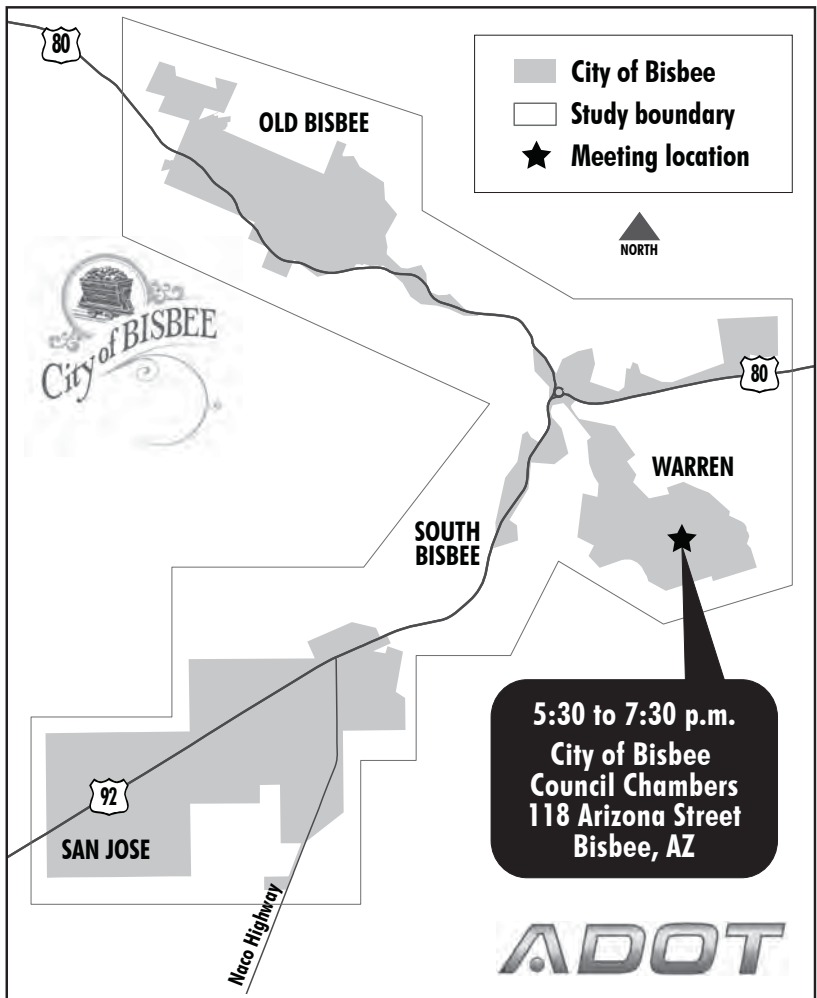 80
OLD BISBEE
City of Bisbee
Study boundary
Meeting location
NORTH
City of BISBEE
80
WARREN
SOUTH
BISBEE
5:30 to 7:30 p.m.
City of Bisbee
Council Chambers
118 Arizona Street
Bisbee, AZ
92
SAN JOSE
Naco Highway
ADOT